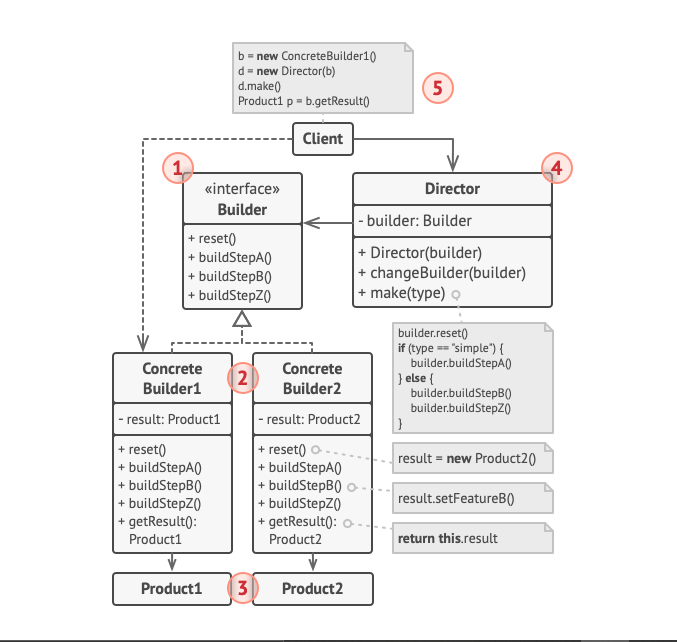 b = new ConcreteBuilder1()
d = new Director(b)
d.make()
Product1 p = b.getResult()
5
Client
1
«interface»
Builder
+ reset()
+ buildStepA()
+ buildStepB()
+ buildStepZ()
4
Director
- builder: Builder
+ Director(builder)
+ changeBuilder(builder)
+ make(type)
builder.reset()
if (type == "simple") {
builder.buildStepA()
} else {
builder.buildStepB()
builder.buildStepZ()
}
2
Concrete
Builder1
- result: Product1
+ reset()
+ buildStepA()
+ buildStepB()
+ buildStepZ()
+ getResult():
Product1
Concrete
Builder2
- result: Product2
+ reset()
+ buildStepA()
+ buildStepB()
+ buildStepZ()
+ getResult():
Product2
result = new Product2()
result.setFeatureB()
return this.result
Product1
3
Product2